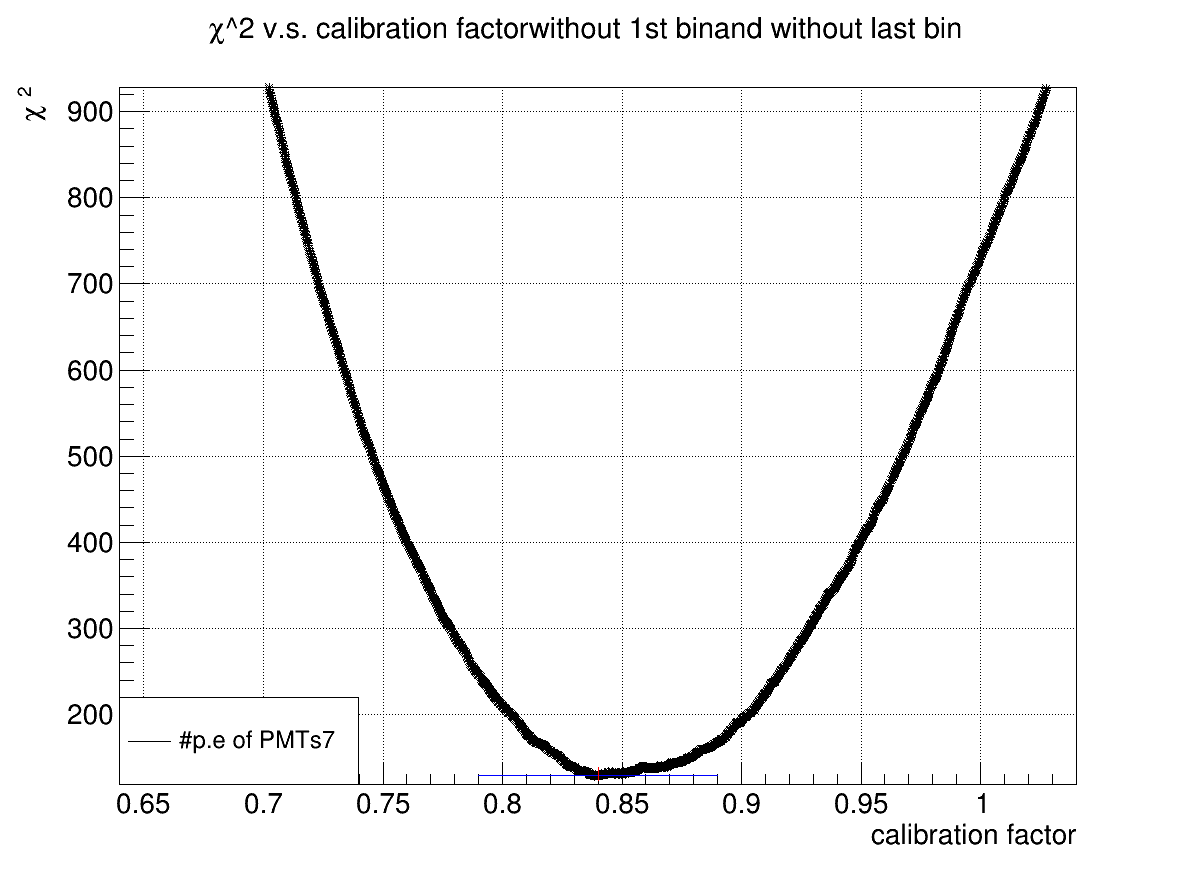 χ^2 v.s. calibration factorwithout 1st binand without last bin
χ²
900
800
700
600
500
400
300
200
#p.e of PMTs7
0.65 0.7 0.75 0.8 0.85 0.9 0.95 1
calibration factor